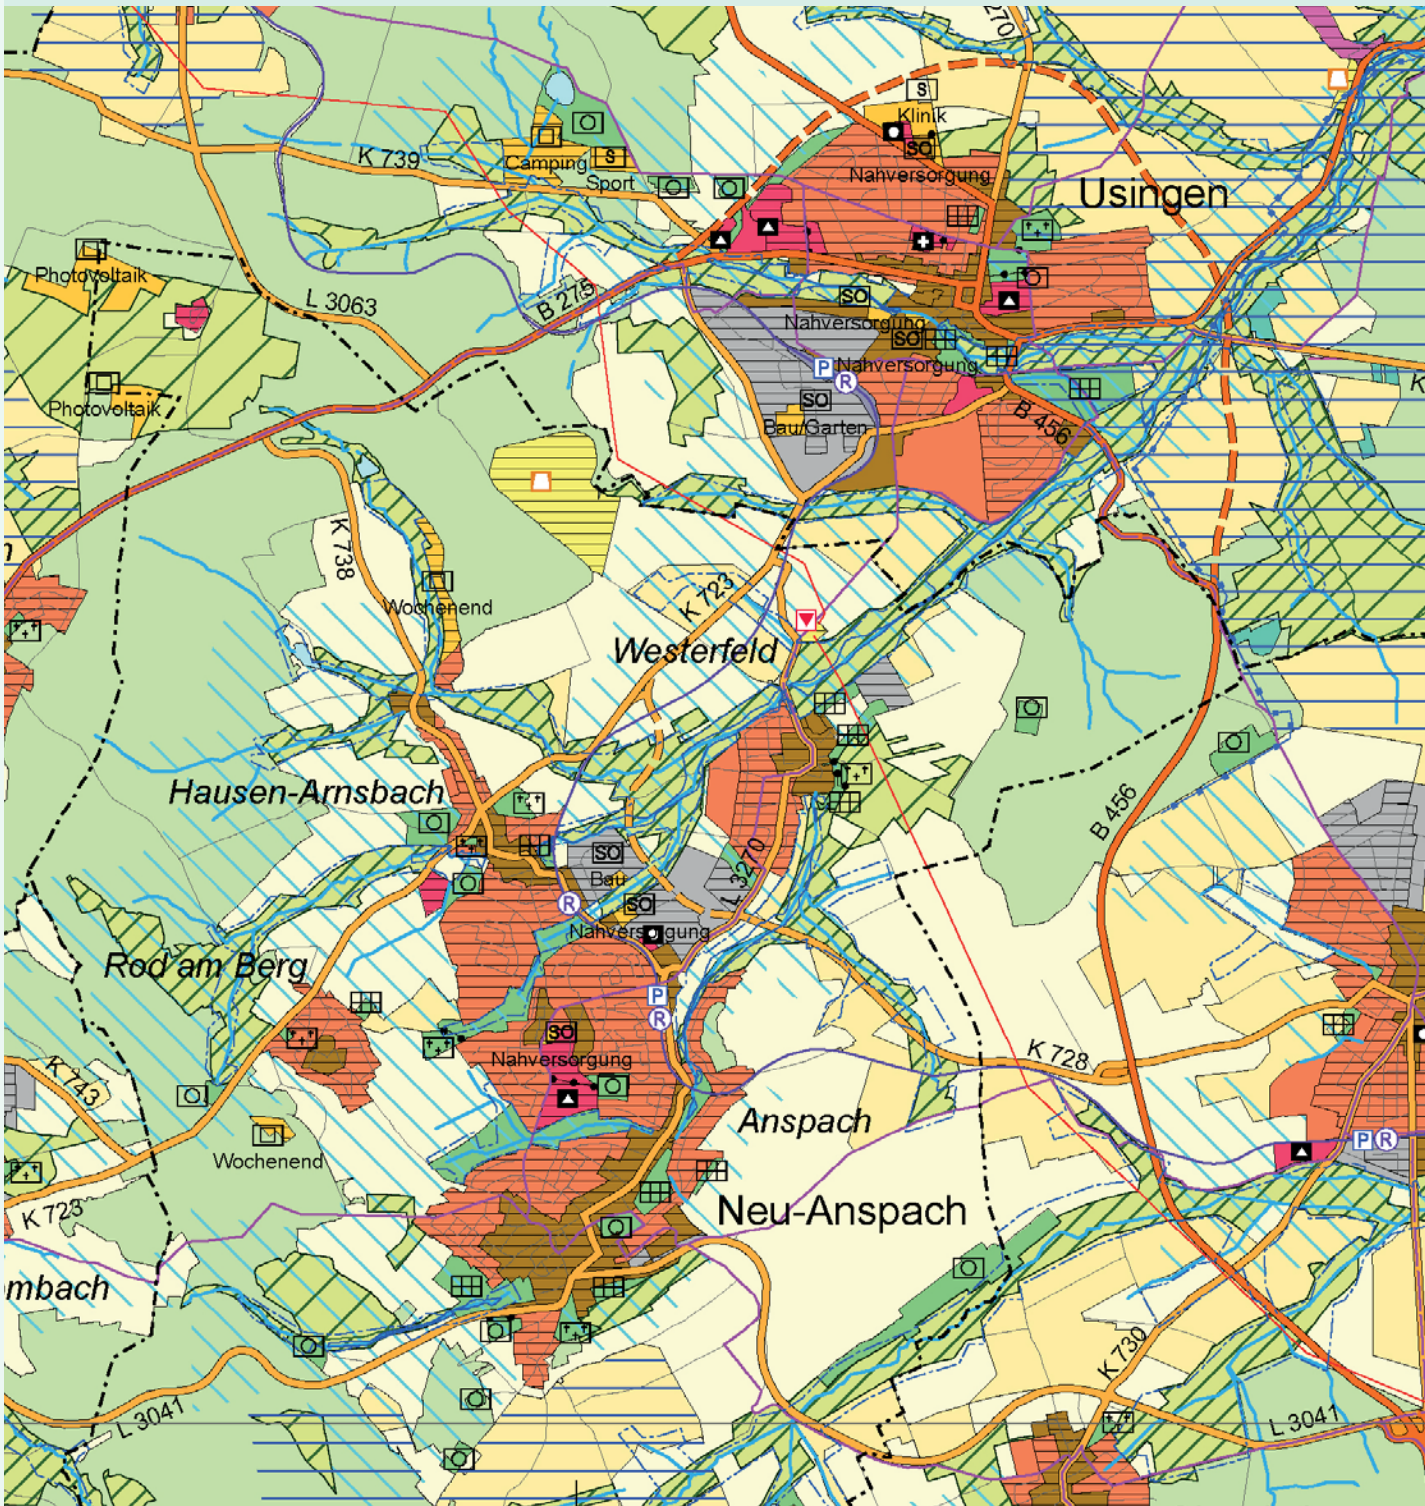 270
S
Klinik
SO
K 739
Camping
S
Sport
Nahversorgung
Usingen
Photovoltaik
L 3063
B 275
SO
Nahversorgung
SO
P
R
Nahversorgung
K
Photovoltaik
SO
Bau/Garten
B 456
n
K 738
Wochenend
K 723
Westerfeld
Hausen-Arnsbach
B 456
SO
Bau
L 3270
R
SO
Nahversorgung
Rod am Berg
P
R
SO
Nahversorgung
K 728
K 743
Anspach
P
R
Wochenend
Neu-Anspach
K 723
mbach
K 730
L 3041
L 3041